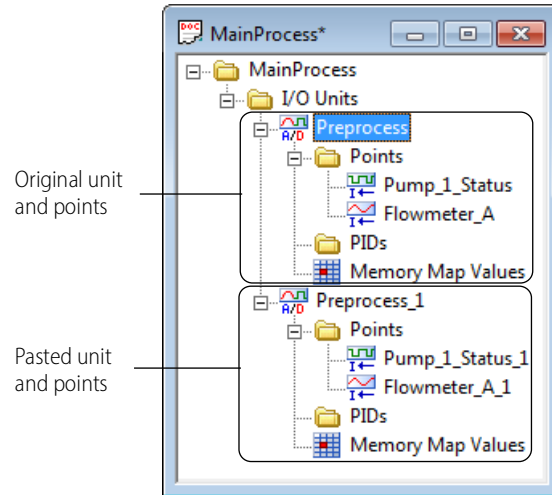 DOC
MainProcess*
MainProcess
I/O Units
A/D
Preprocess
Points
I
Pump_1_Status
I
Flowmeter_A
PIDs
Memory Map Values
A/D
Preprocess_1
Points
I
Pump_1_Status_1
I
Flowmeter_A_1
PIDs
Memory Map Values
Original unit
and points
Pasted unit
and points